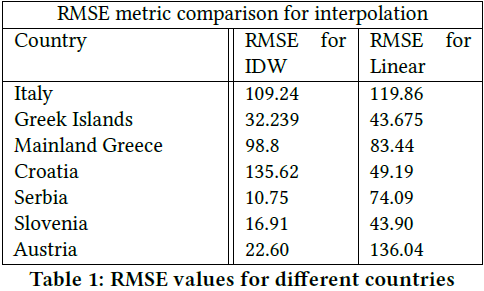 RMSE metric comparison for interpolation
Country RMSE for IDW RMSE for Linear
Italy 109.24 119.86
Greek Islands 32.239 43.675
Mainland Greece 98.8 83.44
Croatia 135.62 49.19
Serbia 10.75 74.09
Slovenia 16.91 43.90
Austria 22.60 136.04
Table 1: RMSE values for different countries